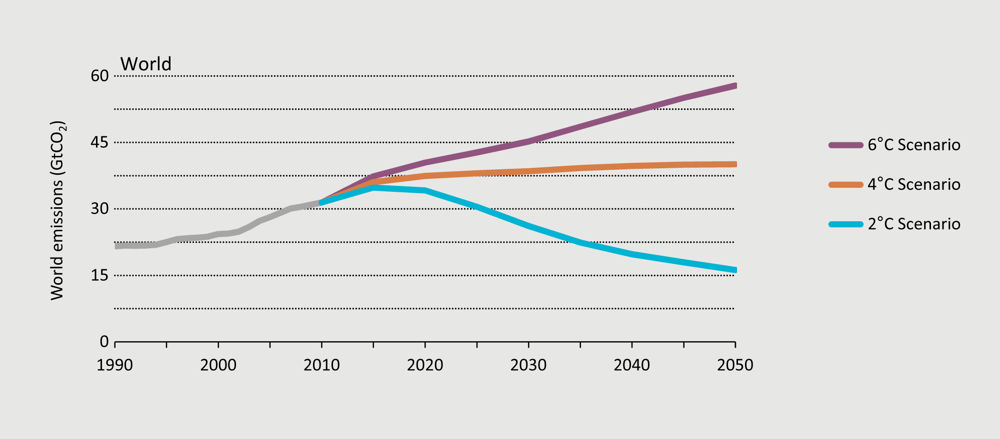 World
60
45
30
15
0
World emissions (GtCO₂)
1990 2000 2010 2020 2030 2040 2050
6°C Scenario
4°C Scenario
2°C Scenario